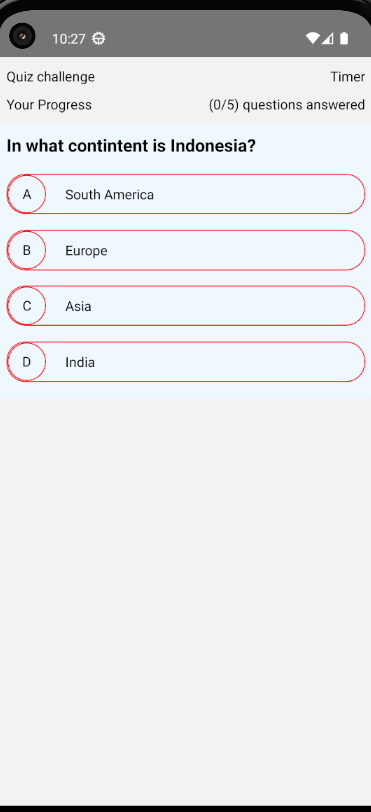 10:27
Quiz challenge Timer
Your Progress (0/5) questions answered
In what contintent is Indonesia?
A South America
B Europe
C Asia
D India